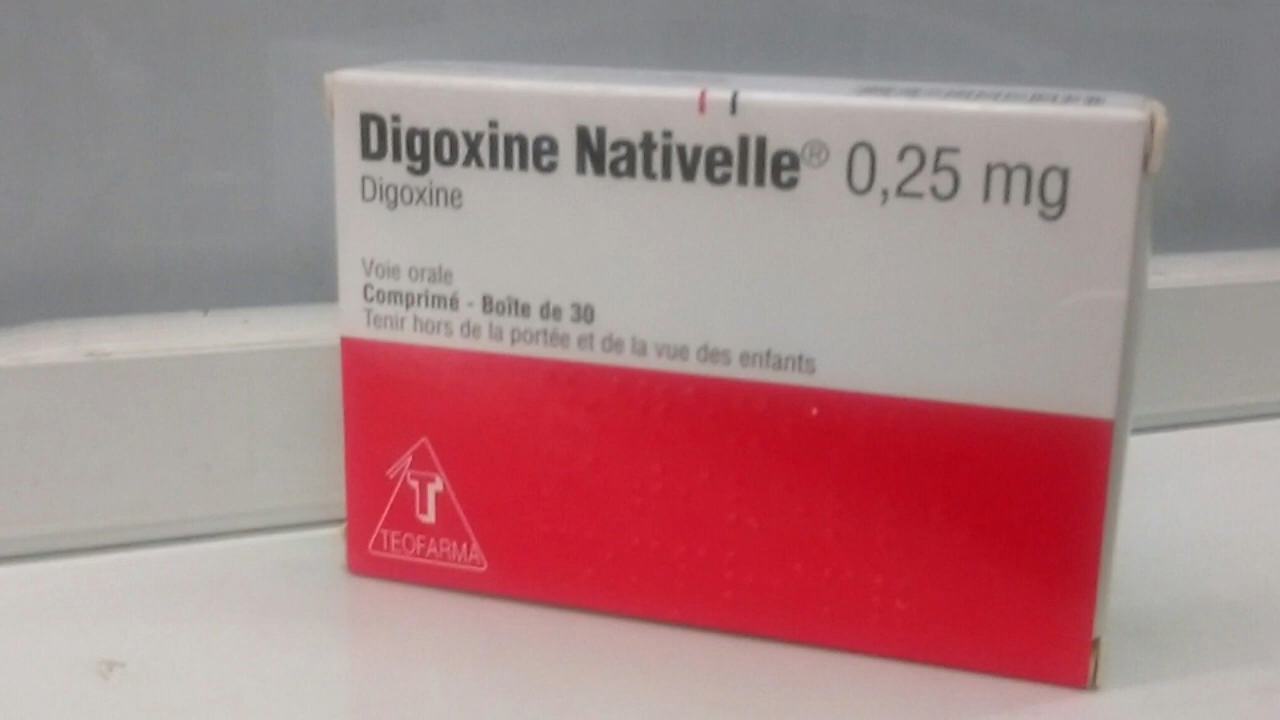 Digoxine Nativelle® 0,25 mg
Digoxine
Voie orale
Comprimé - Boîte de 30
Tenir hors de la portée et de la vue des enfants
T
TEOFARMA